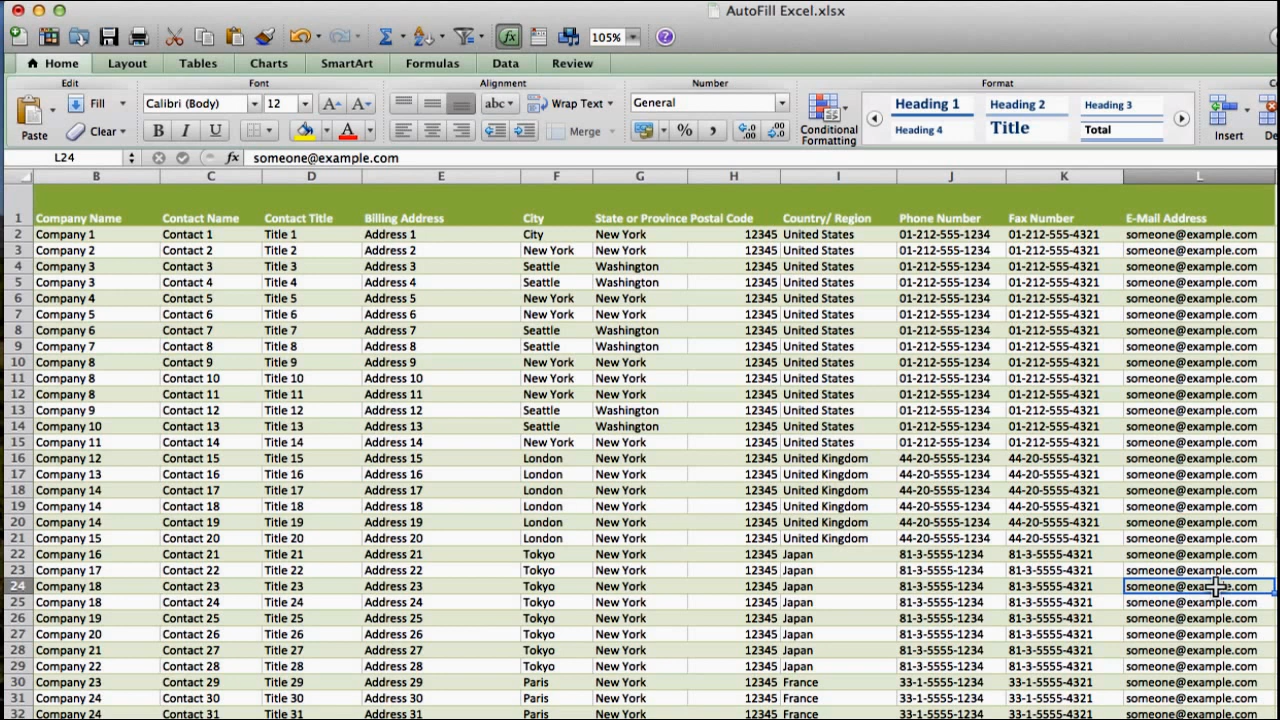 AutoFill Excel.xlsx
105%
Home Layout Tables Charts SmartArt Formulas Data Review
Edit Font Alignment Number Format
Fill Calibri (Body) 12 A A abc Wrap Text General Heading 1 Heading 2 Heading 3
Paste Clear B I U A Merge % Conditional Formatting Heading 4 Title Total Insert
L24 fx someone@example.com
B C D E F G H I J K L
1 Company Name Contact Name Contact Title Billing Address City State or Province Postal Code Country/ Region Phone Number Fax Number E-Mail Address
2 Company 1 Contact 1 Title 1 Address 1 City New York 12345 United States 01-212-555-1234 01-212-555-4321 someone@example.com
3 Company 2 Contact 2 Title 2 Address 2 New York New York 12345 United States 01-212-555-1234 01-212-555-4321 someone@example.com
4 Company 3 Contact 3 Title 3 Address 3 Seattle Washington 12345 United States 01-212-555-1234 01-212-555-4321 someone@example.com
5 Company 3 Contact 4 Title 4 Address 4 Seattle Washington 12345 United States 01-212-555-1234 01-212-555-4321 someone@example.com
6 Company 4 Contact 5 Title 5 Address 5 New York New York 12345 United States 01-212-555-1234 01-212-555-4321 someone@example.com
7 Company 5 Contact 6 Title 6 Address 6 New York New York 12345 United States 01-212-555-1234 01-212-555-4321 someone@example.com
8 Company 6 Contact 7 Title 7 Address 7 Seattle Washington 12345 United States 01-212-555-1234 01-212-555-4321 someone@example.com
9 Company 7 Contact 8 Title 8 Address 8 Seattle Washington 12345 United States 01-212-555-1234 01-212-555-4321 someone@example.com
10 Company 8 Contact 9 Title 9 Address 9 New York New York 12345 United States 01-212-555-1234 01-212-555-4321 someone@example.com
11 Company 8 Contact 10 Title 10 Address 10 New York New York 12345 United States 01-212-555-1234 01-212-555-4321 someone@example.com
12 Company 8 Contact 11 Title 11 Address 11 New York New York 12345 United States 01-212-555-1234 01-212-555-4321 someone@example.com
13 Company 9 Contact 12 Title 12 Address 12 Seattle Washington 12345 United States 01-212-555-1234 01-212-555-4321 someone@example.com
14 Company 10 Contact 13 Title 13 Address 13 Seattle Washington 12345 United States 01-212-555-1234 01-212-555-4321 someone@example.com
15 Company 11 Contact 14 Title 14 Address 14 New York New York 12345 United States 01-212-555-1234 01-212-555-4321 someone@example.com
16 Company 12 Contact 15 Title 15 Address 15 London New York 12345 United Kingdom 44-20-5555-1234 44-20-5555-4321 someone@example.com
17 Company 13 Contact 16 Title 16 Address 16 London New York 12345 United Kingdom 44-20-5555-1234 44-20-5555-4321 someone@example.com
18 Company 14 Contact 17 Title 17 Address 17 London New York 12345 United Kingdom 44-20-5555-1234 44-20-5555-4321 someone@example.com
19 Company 14 Contact 18 Title 18 Address 18 London New York 12345 United Kingdom 44-20-5555-1234 44-20-5555-4321 someone@example.com
20 Company 14 Contact 19 Title 19 Address 19 London New York 12345 United Kingdom 44-20-5555-1234 44-20-5555-4321 someone@example.com
21 Company 15 Contact 20 Title 20 Address 20 London New York 12345 United Kingdom 44-20-5555-1234 44-20-5555-4321 someone@example.com
22 Company 16 Contact 21 Title 21 Address 21 Tokyo New York 12345 Japan 81-3-5555-1234 81-3-5555-4321 someone@example.com
23 Company 17 Contact 22 Title 22 Address 22 Tokyo New York 12345 Japan 81-3-5555-1234 81-3-5555-4321 someone@example.com
24 Company 18 Contact 23 Title 23 Address 23 Tokyo New York 12345 Japan 81-3-5555-1234 81-3-5555-4321 someone@example.com
25 Company 18 Contact 24 Title 24 Address 24 Tokyo New York 12345 Japan 81-3-5555-1234 81-3-5555-4321 someone@example.com
26 Company 19 Contact 25 Title 25 Address 25 Tokyo New York 12345 Japan 81-3-5555-1234 81-3-5555-4321 someone@example.com
27 Company 20 Contact 26 Title 26 Address 26 Tokyo New York 12345 Japan 81-3-5555-1234 81-3-5555-4321 someone@example.com
28 Company 21 Contact 27 Title 27 Address 27 Tokyo New York 12345 Japan 81-3-5555-1234 81-3-5555-4321 someone@example.com
29 Company 22 Contact 28 Title 28 Address 28 Tokyo New York 12345 Japan 81-3-5555-1234 81-3-5555-4321 someone@example.com
30 Company 23 Contact 29 Title 29 Address 29 Paris New York 12345 France 33-1-5555-1234 33-1-5555-4321 someone@example.com
31 Company 24 Contact 30 Title 30 Address 30 Paris New York 12345 France 33-1-5555-1234 33-1-5555-4321 someone@example.com
32 Company 24 Contact 31 Title 31 Address 31 Paris New York 12345 France 33-1-5555-1234 33-1-5555-4321 someone@example.com